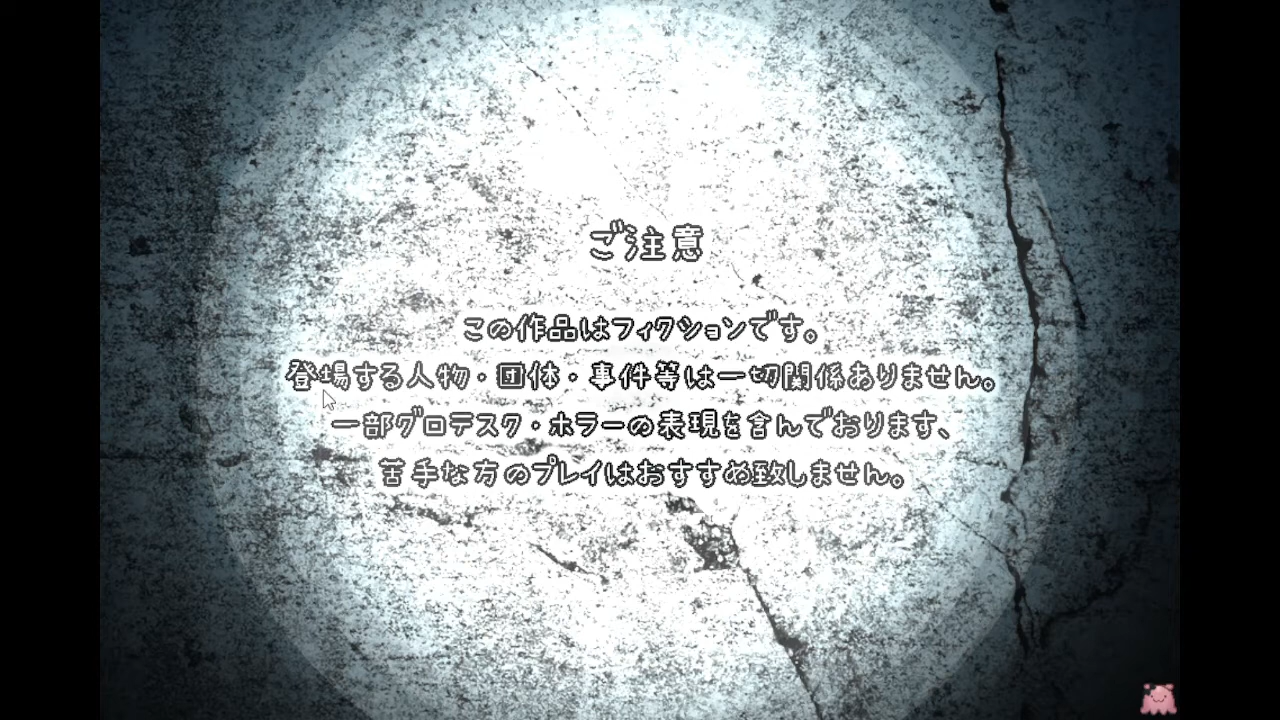 ご注意
この作品はフィクションです。
登場する人物・団体・事件等は一切関係ありません。
一部グロテスク・ホラーの表現を含んでおります、
苦手な方のプレイはおすすめ致しません。